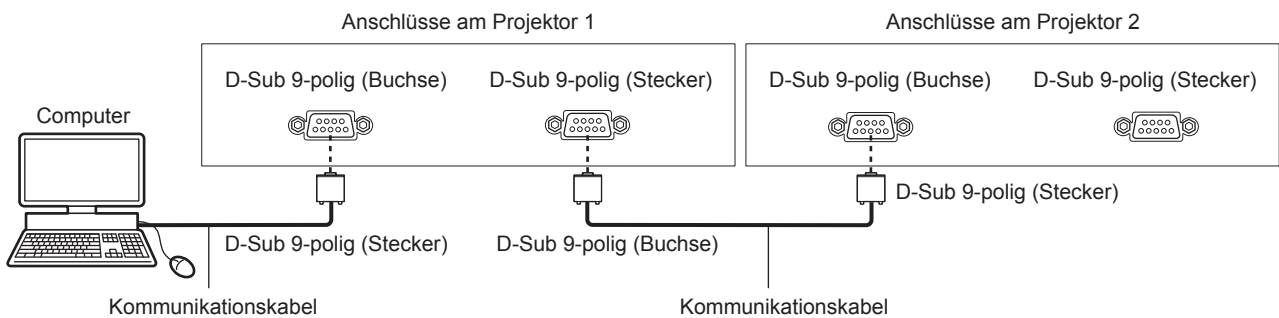 Anschlüsse am Projektor 1
Anschlüsse am Projektor 2
D-Sub 9-polig (Buchse)
D-Sub 9-polig (Stecker)
D-Sub 9-polig (Buchse)
D-Sub 9-polig (Stecker)
Computer
D-Sub 9-polig (Stecker)
D-Sub 9-polig (Stecker)
D-Sub 9-polig (Buchse)
Kommunikationskabel
Kommunikationskabel